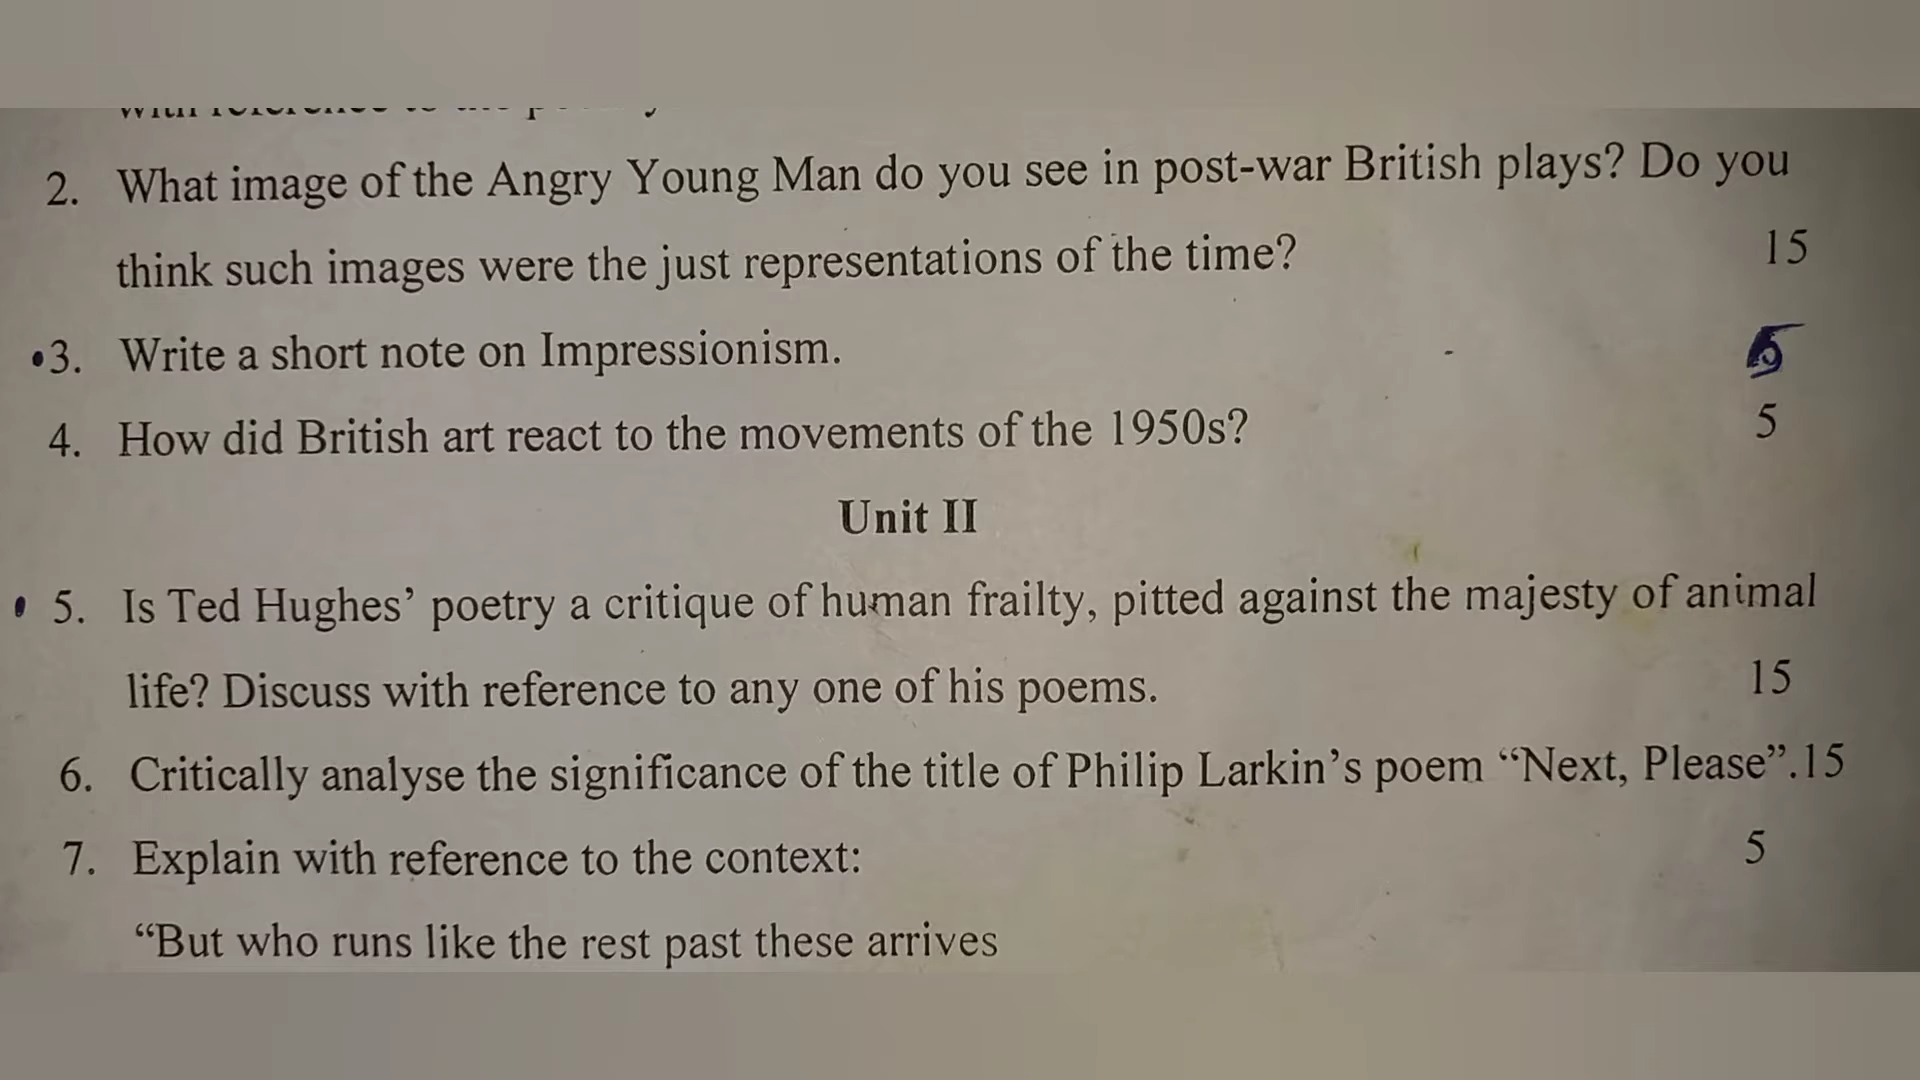 2. What image of the Angry Young Man do you see in post-war British plays? Do you
think such images were the just representations of the time? 15
•3. Write a short note on Impressionism. 5
4. How did British art react to the movements of the 1950s? 5
Unit II
• 5. Is Ted Hughes’ poetry a critique of human frailty, pitted against the majesty of animal
life? Discuss with reference to any one of his poems. 15
6. Critically analyse the significance of the title of Philip Larkin’s poem “Next, Please”.15
7. Explain with reference to the context: 5
“But who runs like the rest past these arrives